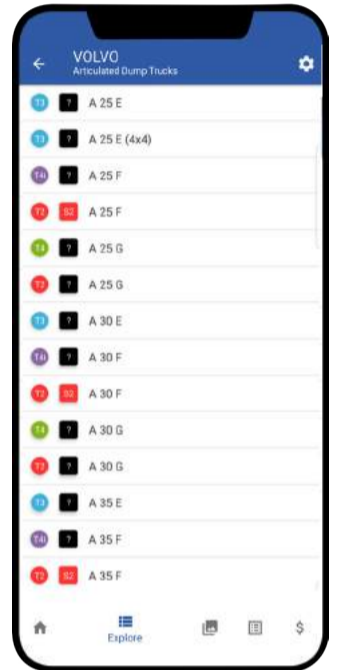 VOLVO
Articulated Dump Trucks
T3 ? A 25 E
T3 ? A 25 E (4x4)
T4i ? A 25 F
T2 S2 A 25 F
T4 ? A 25 G
T2 ? A 25 G
T3 ? A 30 E
T4i ? A 30 F
T2 S2 A 30 F
T4 ? A 30 G
T2 ? A 30 G
T3 ? A 35 E
T4i ? A 35 F
T2 S2 A 35 F
Explore
$